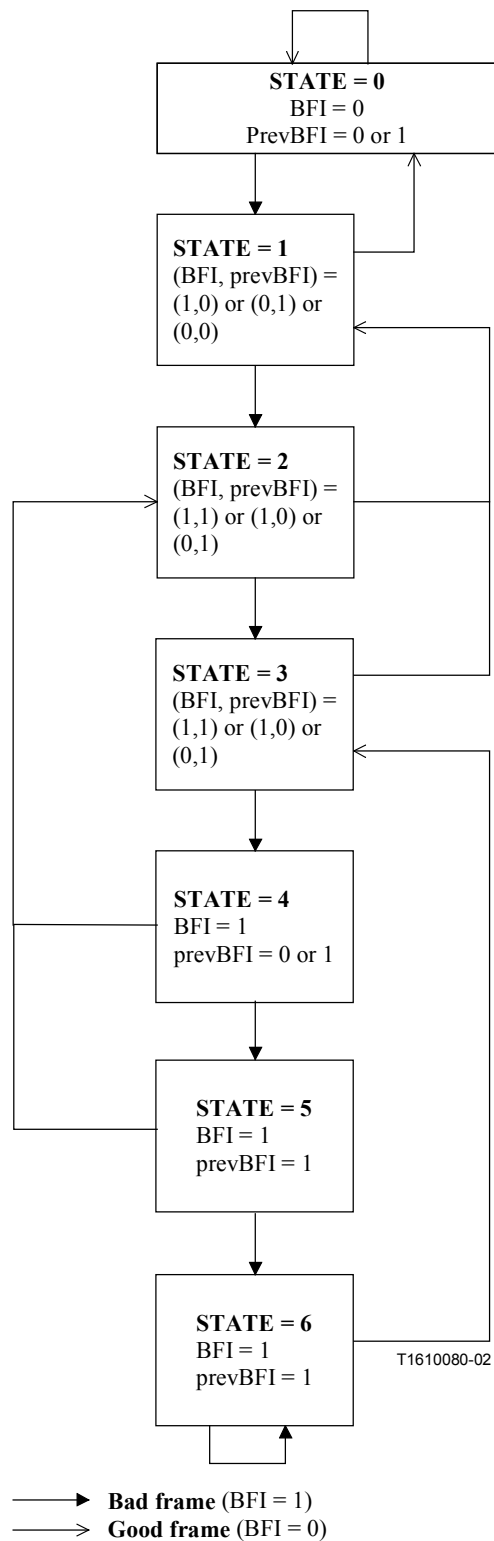 STATE = 0
BFI = 0
PrevBFI = 0 or 1
STATE = 1
(BFI, prevBFI) =
(1,0) or (0,1) or
(0,0)
STATE = 2
(BFI, prevBFI) =
(1,1) or (1,0) or
(0,1)
STATE = 3
(BFI, prevBFI) =
(1,1) or (1,0) or
(0,1)
STATE = 4
BFI = 1
prevBFI = 0 or 1
STATE = 5
BFI = 1
prevBFI = 1
STATE = 6
BFI = 1
prevBFI = 1
T1610080-02
Bad frame (BFI = 1)
Good frame (BFI = 0)